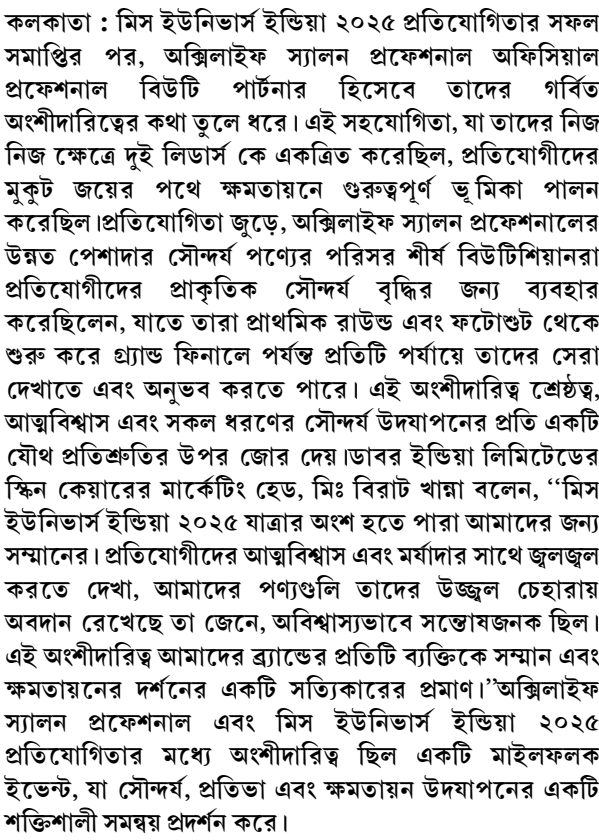 কলকাতা : মিস ইউনিভার্স ইন্ডিয়া ২০২৫ প্রতিযোগিতার সফল
সমাপ্তির পর, অক্সিলাইফ স্যালন প্রফেশনাল অফিসিয়াল
প্রফেশনাল বিউটি পার্টনার হিসেবে তাদের গর্বিত
অংশীদারিত্বের কথা তুলে ধরে। এই সহযোগিতা, যা তাদের নিজ
নিজ ক্ষেত্রে দুই লিডার্স কে একত্রিত করেছিল, প্রতিযোগীদের
মুকুট জয়ের পথে ক্ষমতায়নে গুরুত্বপূর্ণ ভূমিকা পালন
করেছিল।প্রতিযোগিতা জুড়ে, অক্সিলাইফ স্যালন প্রফেশনালের
উন্নত পেশাদার সৌন্দর্য পণ্যের পরিসর শীর্ষ বিউটিশিয়ানরা
প্রতিযোগীদের প্রাকৃতিক সৌন্দর্য বৃদ্ধির জন্য ব্যবহার
করেছিলেন, যাতে তারা প্রাথমিক রাউন্ড এবং ফটোশুট থেকে
শুরু করে গ্র্যান্ড ফিনালে পর্যন্ত প্রতিটি পর্যায়ে তাদের সেরা
দেখাতে এবং অনুভব করতে পারে। এই অংশীদারিত্ব শ্রেষ্ঠত্ব,
আত্মবিশ্বাস এবং সকল ধরণের সৌন্দর্য উদযাপনের প্রতি একটি
যৌথ প্রতিশ্রুতির উপর জোর দেয়।ডাবর ইন্ডিয়া লিমিটেডের
স্কিন কেয়ারের মার্কেটিং হেড, মিঃ বিরাট খান্না বলেন, ‘‘মিস
ইউনিভার্স ইন্ডিয়া ২০২৫ যাত্রার অংশ হতে পারা আমাদের জন্য
সম্মানের। প্রতিযোগীদের আত্মবিশ্বাস এবং মর্যাদার সাথে জ্বলজ্বল
করতে দেখা, আমাদের পণ্যগুলি তাদের উজ্জ্বল চেহারায়
অবদান রেখেছে তা জেনে, অবিশ্বাস্যভাবে সন্তোষজনক ছিল।
এই অংশীদারিত্ব আমাদের ব্র্যান্ডের প্রতিটি ব্যক্তিকে সম্মান এবং
ক্ষমতায়নের দর্শনের একটি সত্যিকারের প্রমাণ।’’অক্সিলাইফ
স্যালন প্রফেশনাল এবং মিস ইউনিভার্স ইন্ডিয়া ২০২৫
প্রতিযোগিতার মধ্যে অংশীদারিত্ব ছিল একটি মাইলফলক
ইভেন্ট, যা সৌন্দর্য, প্রতিভা এবং ক্ষমতায়ন উদযাপনের একটি
শক্তিশালী সমন্বয় প্রদর্শন করে।